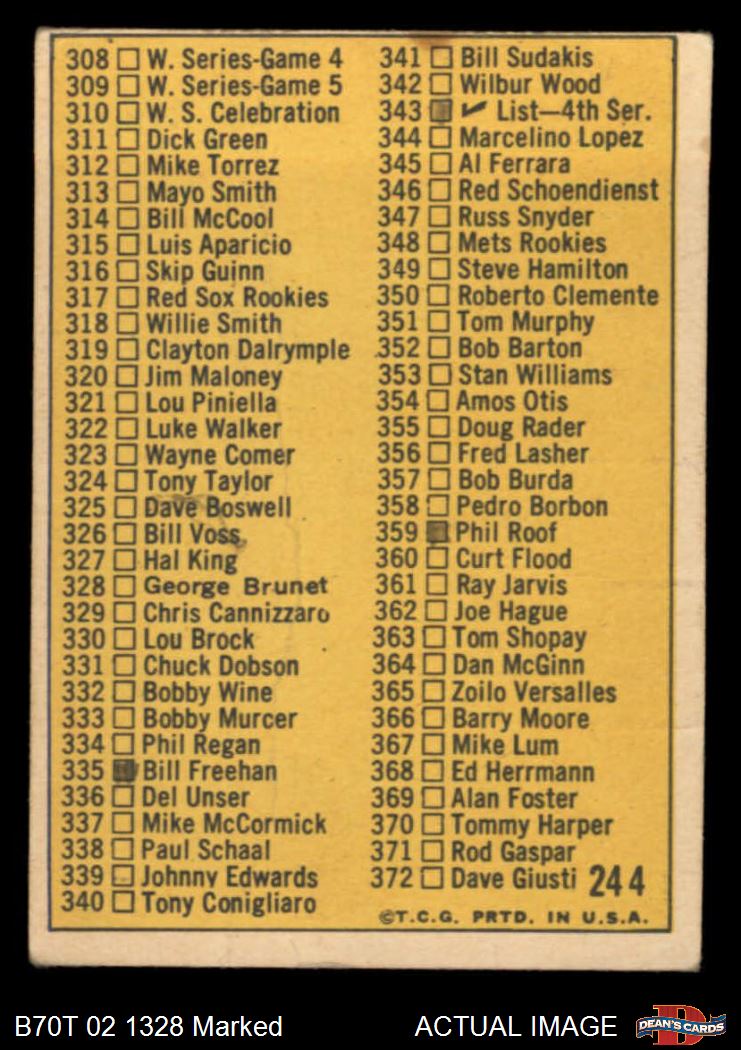 308 W. Series-Game 4
309 W. Series-Game 5
310 W. S. Celebration
311 Dick Green
312 Mike Torrez
313 Mayo Smith
314 Bill McCool
315 Luis Aparicio
316 Skip Guinn
317 Red Sox Rookies
318 Willie Smith
319 Clayton Dalrymple
320 Jim Maloney
321 Lou Piniella
322 Luke Walker
323 Wayne Comer
324 Tony Taylor
325 Dave Boswell
326 Bill Voss
327 Hal King
328 George Brunet
329 Chris Cannizzaro
330 Lou Brock
331 Chuck Dobson
332 Bobby Wine
333 Bobby Murcer
334 Phil Regan
335 Bill Freehan
336 Del Unser
337 Mike McCormick
338 Paul Schaal
339 Johnny Edwards
340 Tony Conigliaro
341 Bill Sudakis
342 Wilbur Wood
343 ✓ List—4th Ser.
344 Marcelino Lopez
345 Al Ferrara
346 Red Schoendienst
347 Russ Snyder
348 Mets Rookies
349 Steve Hamilton
350 Roberto Clemente
351 Tom Murphy
352 Bob Barton
353 Stan Williams
354 Amos Otis
355 Doug Rader
356 Fred Lasher
357 Bob Burda
358 Pedro Borbon
359 Phil Roof
360 Curt Flood
361 Ray Jarvis
362 Joe Hague
363 Tom Shopay
364 Dan McGinn
365 Zoilo Versalles
366 Barry Moore
367 Mike Lum
368 Ed Herrmann
369 Alan Foster
370 Tommy Harper
371 Rod Gaspar
372 Dave Giusti 244
©T.C.G. PRTD. IN U.S.A.
B70T 02 1328 Marked ACTUAL IMAGE
D
DEAN'S CARDS